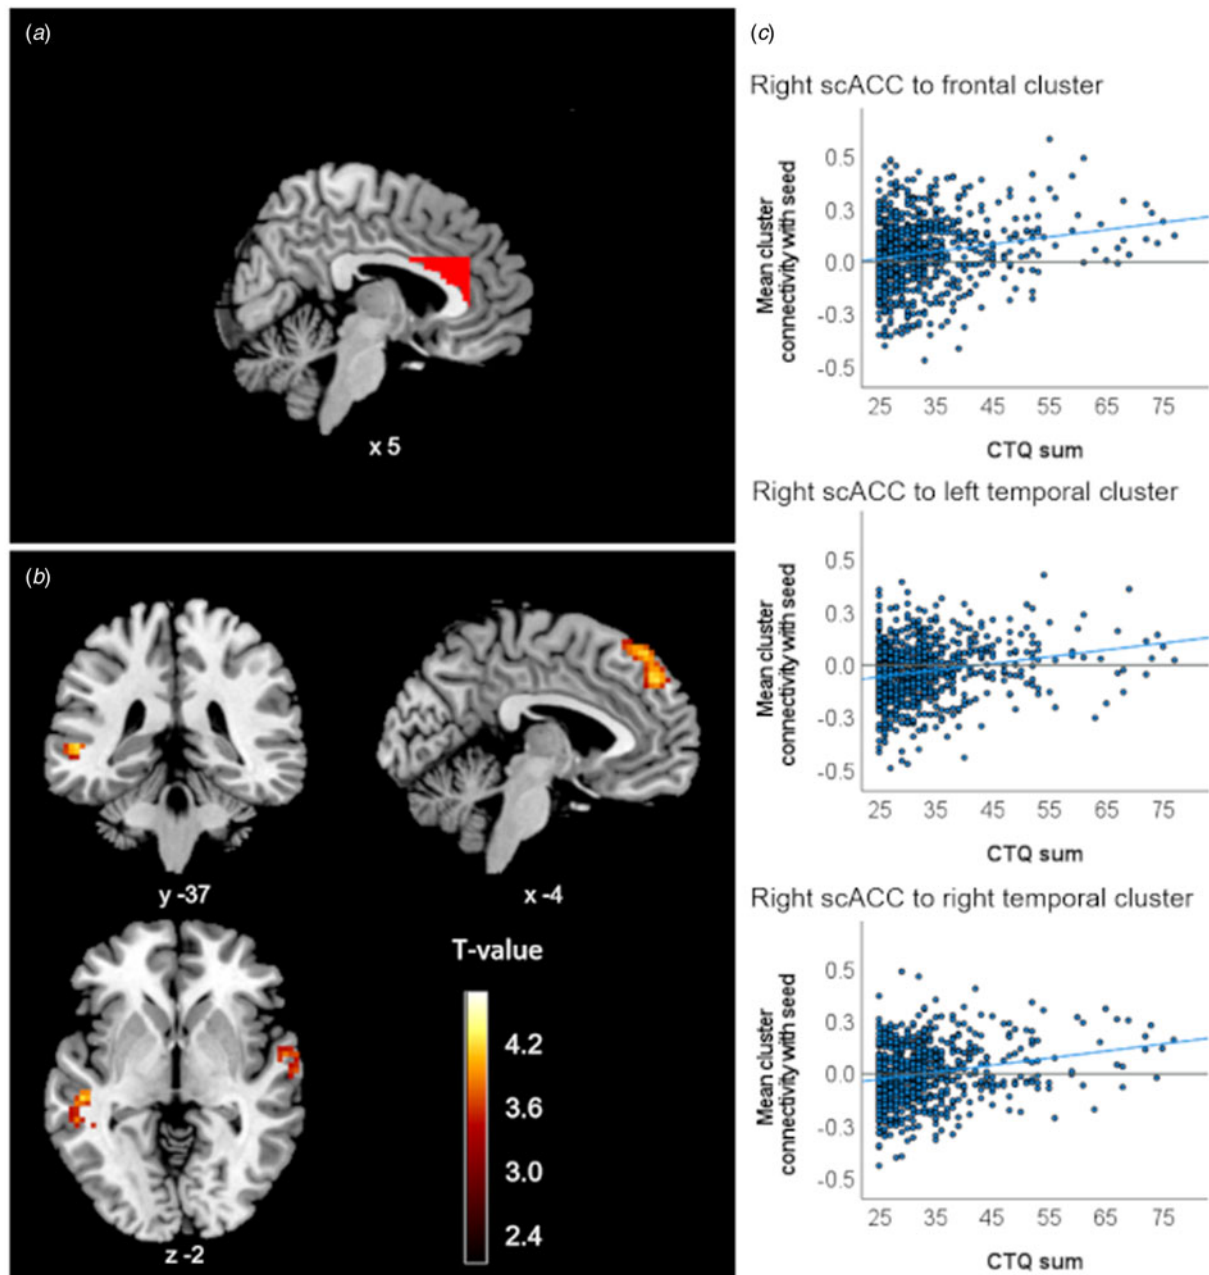 (a)
x 5
(b)
y -37
x -4
z -2
T-value
4.2
3.6
3.0
2.4
(c)
Right scACC to frontal cluster
Mean cluster
connectivity with seed
0.5
0.3
0.0
-0.3
-0.5
25 35 45 55 65 75
CTQ sum
Right scACC to left temporal cluster
Mean cluster
connectivity with seed
0.5
0.3
0.0
-0.3
-0.5
25 35 45 55 65 75
CTQ sum
Right scACC to right temporal cluster
Mean cluster
connectivity with seed
0.5
0.3
0.0
-0.3
-0.5
25 35 45 55 65 75
CTQ sum